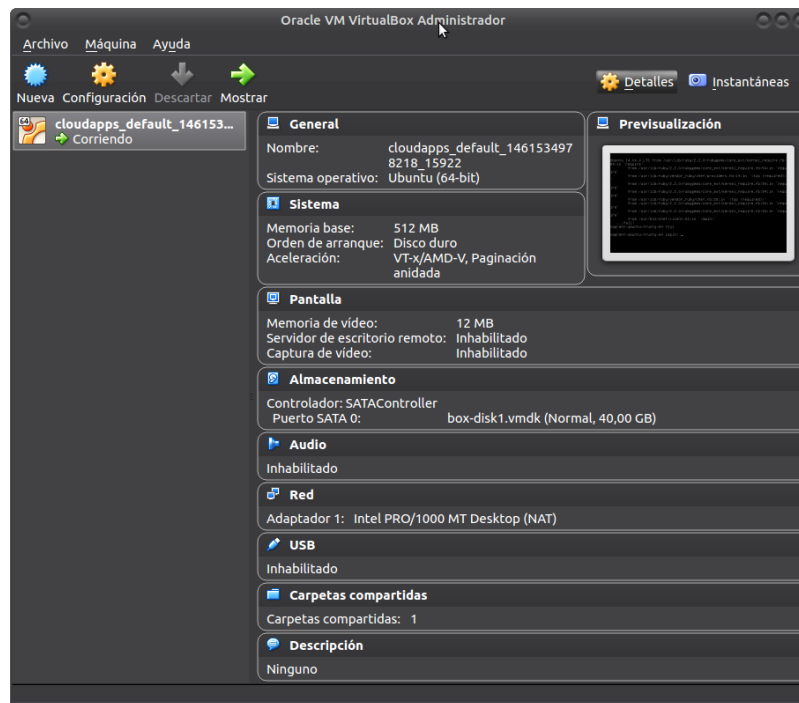 Oracle VM VirtualBox Administrador
Archivo Máquina Ayuda
Nueva Configuración Descartar Mostrar
Detalles Instantáneas
64
cloudapps_default_146153...
Corriendo
General
Nombre: cloudapps_default_146153497
8218_15922
Sistema operativo: Ubuntu (64-bit)
Previsualización
Sistema
Memoria base: 512 MB
Orden de arranque: Disco duro
Aceleración: VT-x/AMD-V, Paginación
anidada
Pantalla
Memoria de vídeo: 12 MB
Servidor de escritorio remoto: Inhabilitado
Captura de vídeo: Inhabilitado
Almacenamiento
Controlador: SATAController
Puerto SATA 0: box-disk1.vmdk (Normal, 40,00 GB)
Audio
Inhabilitado
Red
Adaptador 1: Intel PRO/1000 MT Desktop (NAT)
USB
Inhabilitado
Carpetas compartidas
Carpetas compartidas: 1
Descripción
Ninguno